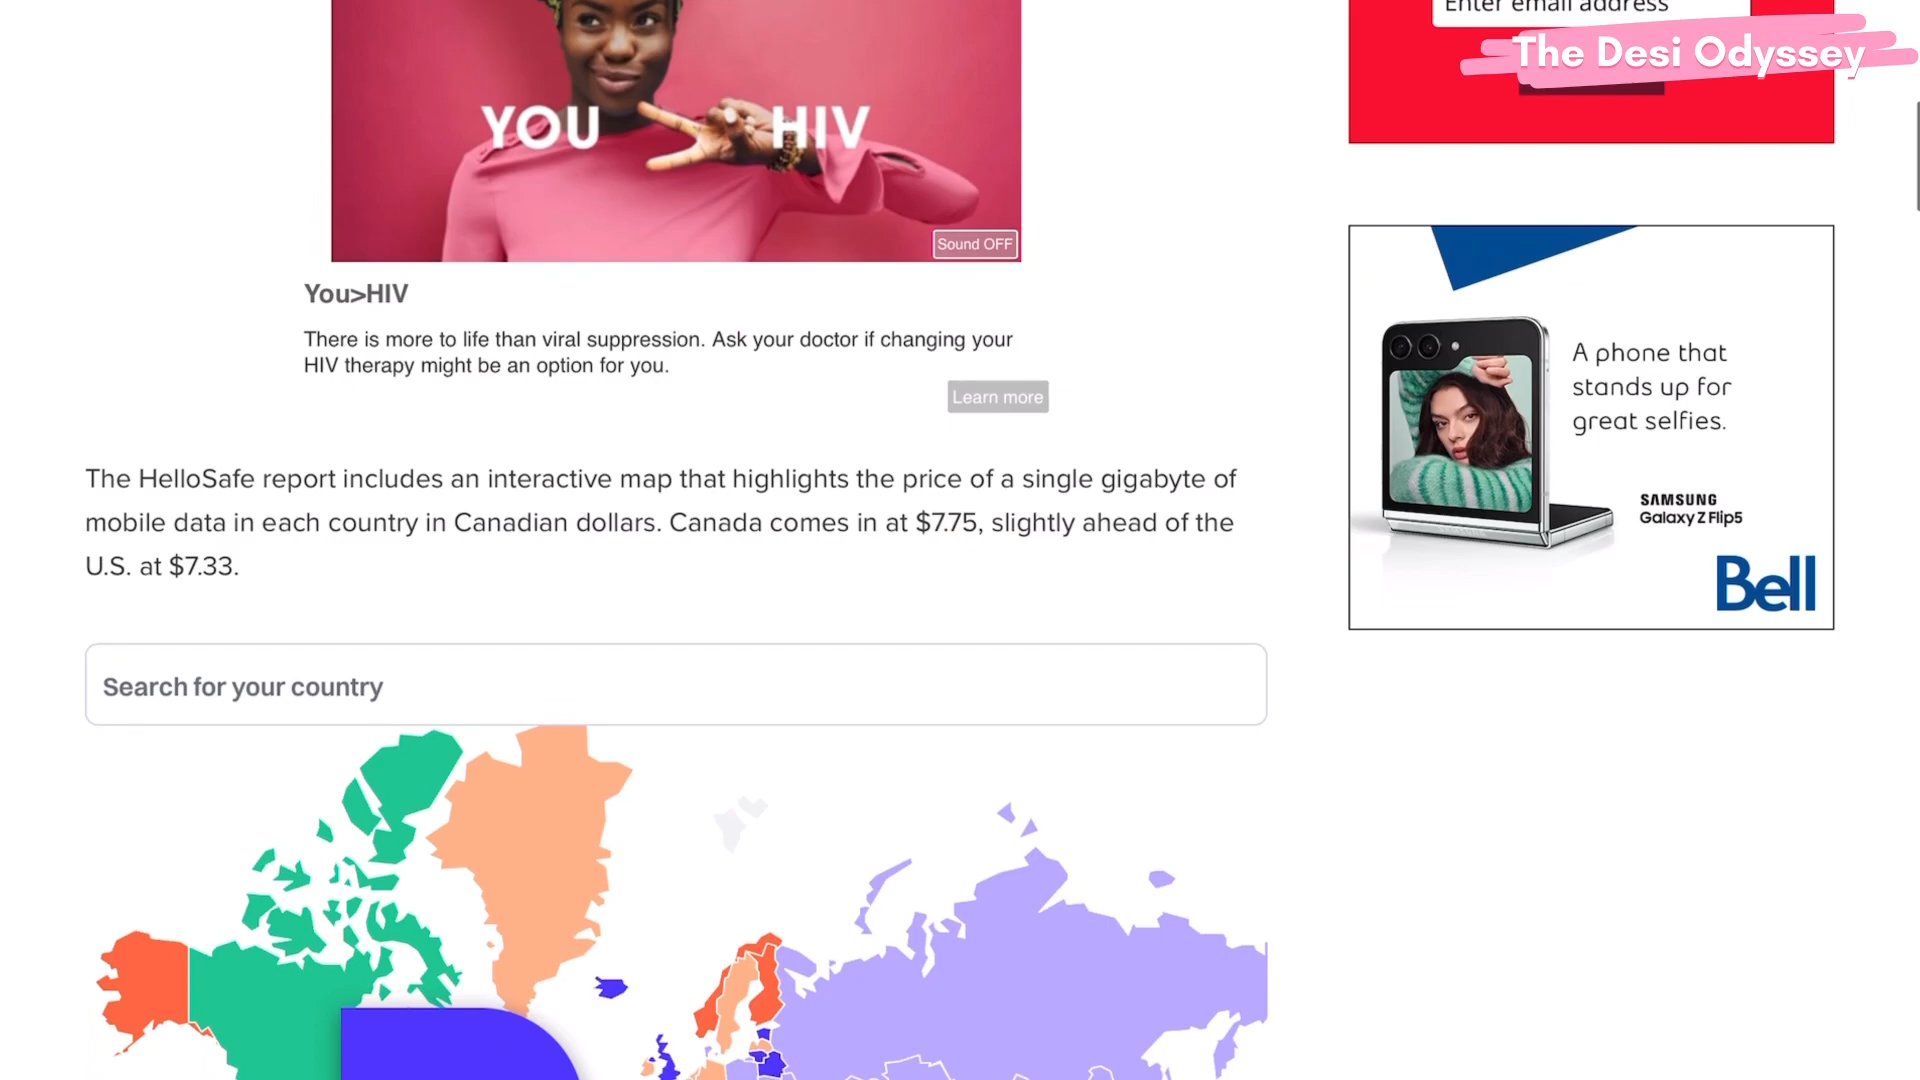 Enter email address
The Desi Odyssey
YOU HIV
Sound OFF
You>HIV
There is more to life than viral suppression. Ask your doctor if changing your
HIV therapy might be an option for you.
Learn more
A phone that
stands up for
great selfies.
SAMSUNG
Galaxy Z Flip5
Bell
The HelloSafe report includes an interactive map that highlights the price of a single gigabyte of
mobile data in each country in Canadian dollars. Canada comes in at $7.75, slightly ahead of the
U.S. at $7.33.
Search for your country